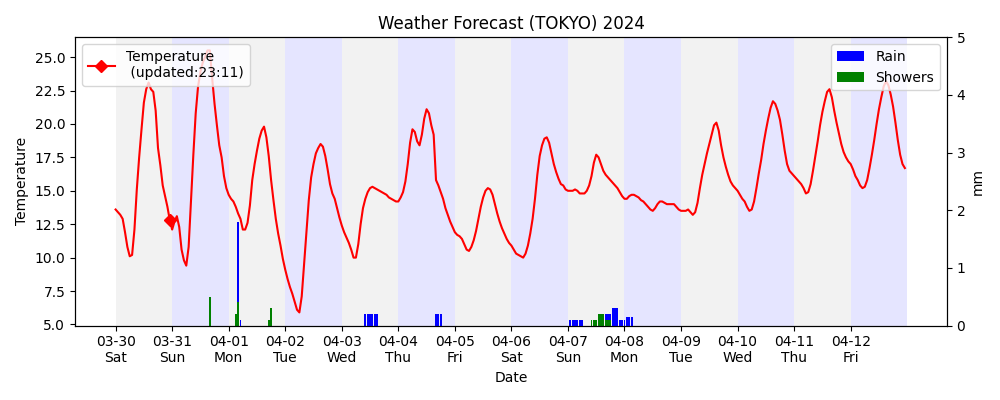 Weather Forecast (TOKYO) 2024
Temperature
(updated:23:11)
Rain
Showers
25.0
22.5
20.0
17.5
15.0
12.5
10.0
7.5
5.0
Temperature
5
4
3
2
1
0
mm
03-30 03-31 04-01 04-02 04-03 04-04 04-05 04-06 04-07 04-08 04-09 04-10 04-11 04-12
Sat Sun Mon Tue Wed Thu Fri Sat Sun Mon Tue Wed Thu Fri
Date